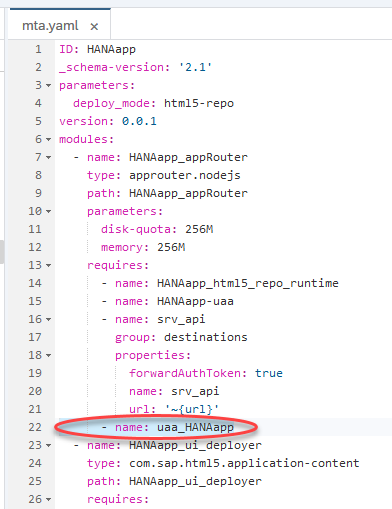 mta.yaml ×
1 ID: HANAapp
2 _schema-version: '2.1'
3 parameters:
4 deploy_mode: html5-repo
5 version: 0.0.1
6 modules:
7 - name: HANAapp_appRouter
8 type: approuter.nodejs
9 path: HANAapp_appRouter
10 parameters:
11 disk-quota: 256M
12 memory: 256M
13 requires:
14 - name: HANAapp_html5_repo_runtime
15 - name: HANAapp-uaa
16 - name: srv_api
17 group: destinations
18 properties:
19 forwardAuthToken: true
20 name: srv_api
21 url: '~{url}'
22 - name: uaa_HANAapp
23 - name: HANAapp_ui_deployer
24 type: com.sap.html5.application-content
25 path: HANAapp_ui_deployer
26 requires: